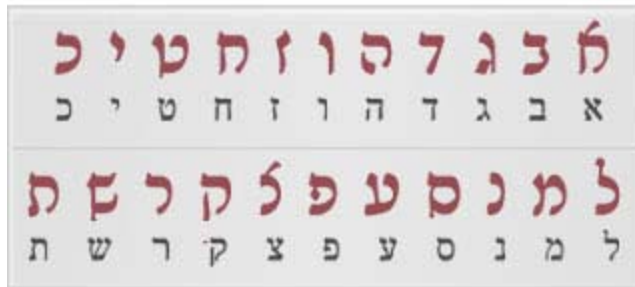 א ב ג ד ה ו ז ח ט י כ
א ב ג ד ה ו ז ח ט י כ
ל מ נ ס ע פ צ ק ר ש ת
ל מ נ ס ע פ צ ק ר ש ת